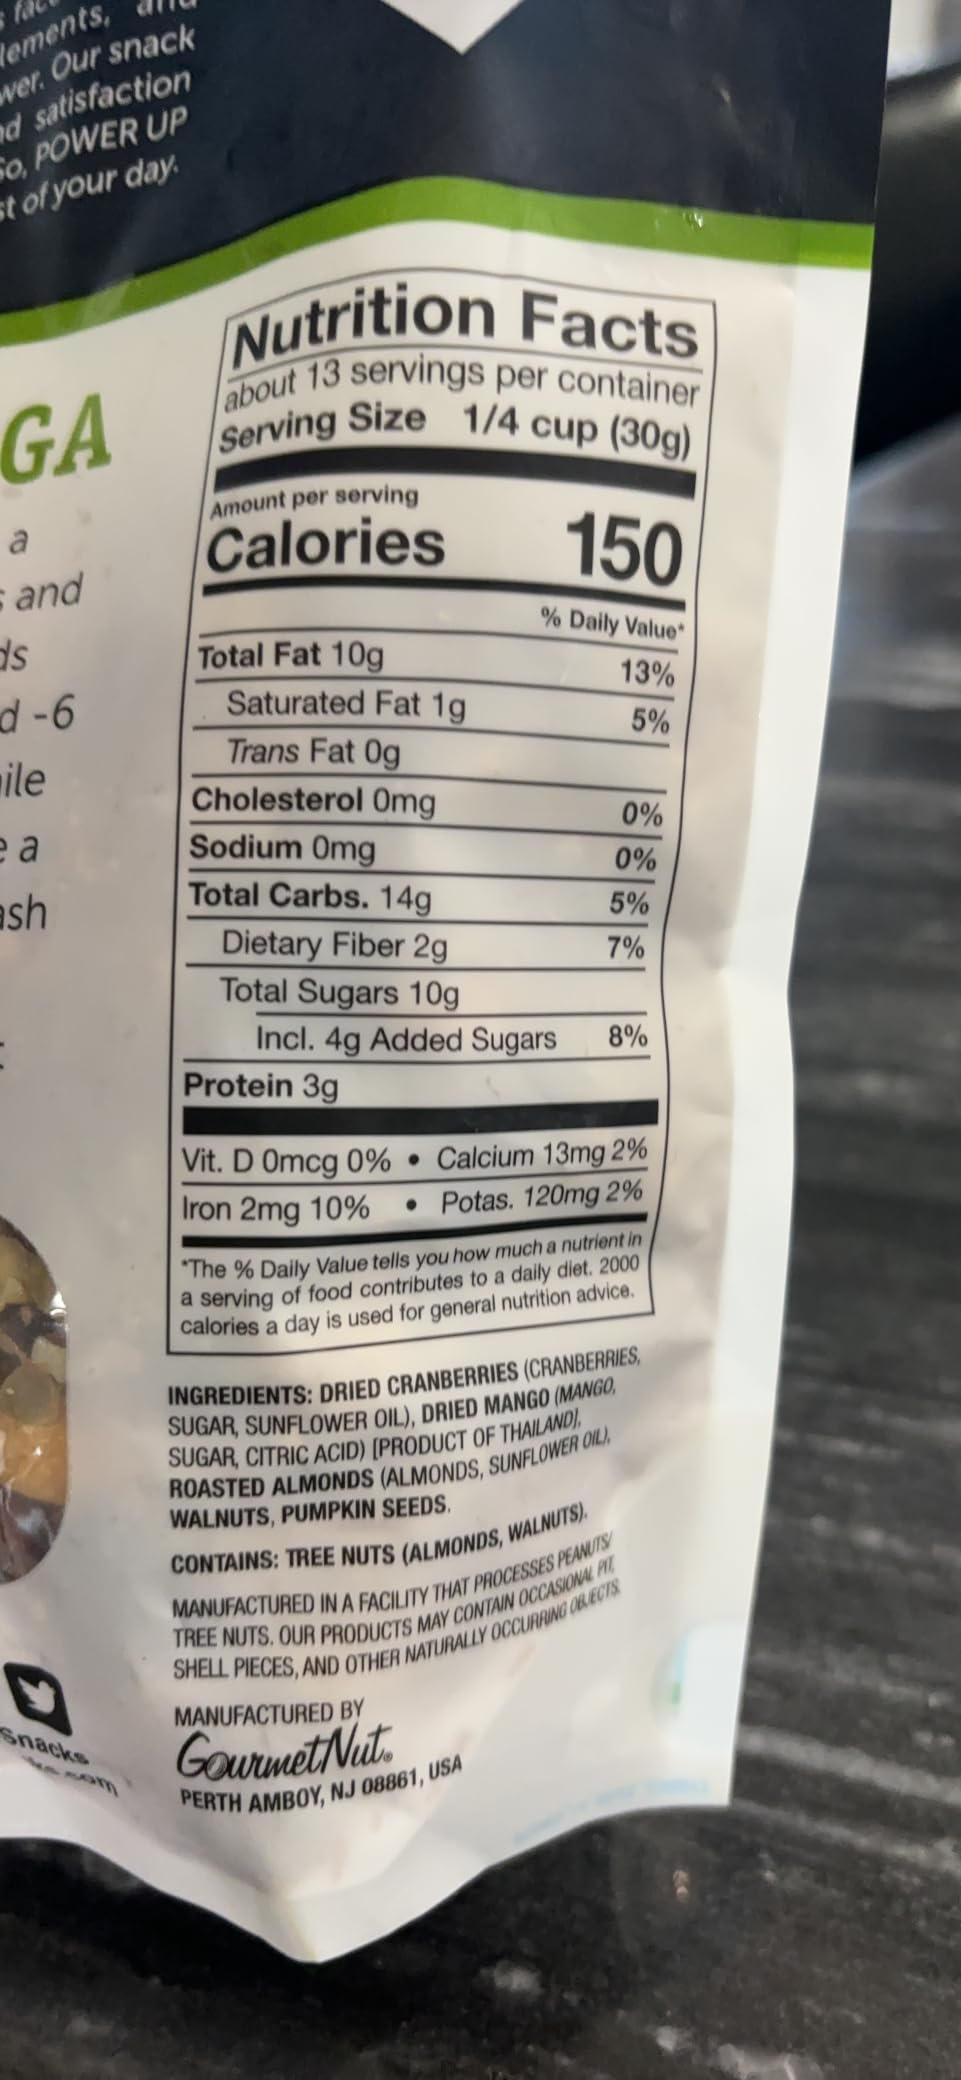 lements,
wer. Our snack
d satisfaction
So, POWER UP
st of your day.
GA
a
s and
ds
d -6
ile
e a
ash
Nutrition Facts
about 13 servings per container
Serving Size 1/4 cup (30g)
Amount per serving
Calories 150
% Daily Value*
Total Fat 10g 13%
Saturated Fat 1g 5%
Trans Fat 0g
Cholesterol 0mg 0%
Sodium 0mg 0%
Total Carbs. 14g 5%
Dietary Fiber 2g 7%
Total Sugars 10g
Incl. 4g Added Sugars 8%
Protein 3g
Vit. D 0mcg 0% • Calcium 13mg 2%
Iron 2mg 10% • Potas. 120mg 2%
*The % Daily Value tells you how much a nutrient in
a serving of food contributes to a daily diet. 2000
calories a day is used for general nutrition advice.
INGREDIENTS: DRIED CRANBERRIES (CRANBERRIES,
SUGAR, SUNFLOWER OIL), DRIED MANGO (MANGO,
SUGAR, CITRIC ACID) [PRODUCT OF THAILAND],
ROASTED ALMONDS (ALMONDS, SUNFLOWER OIL),
WALNUTS, PUMPKIN SEEDS.
CONTAINS: TREE NUTS (ALMONDS, WALNUTS).
MANUFACTURED IN A FACILITY THAT PROCESSES PEANUTS/
TREE NUTS. OUR PRODUCTS MAY CONTAIN OCCASIONAL PIT,
SHELL PIECES, AND OTHER NATURALLY OCCURRING OBJECTS.
MANUFACTURED BY
GourmetNut®
PERTH AMBOY, NJ 08861, USA
Snacks
.com